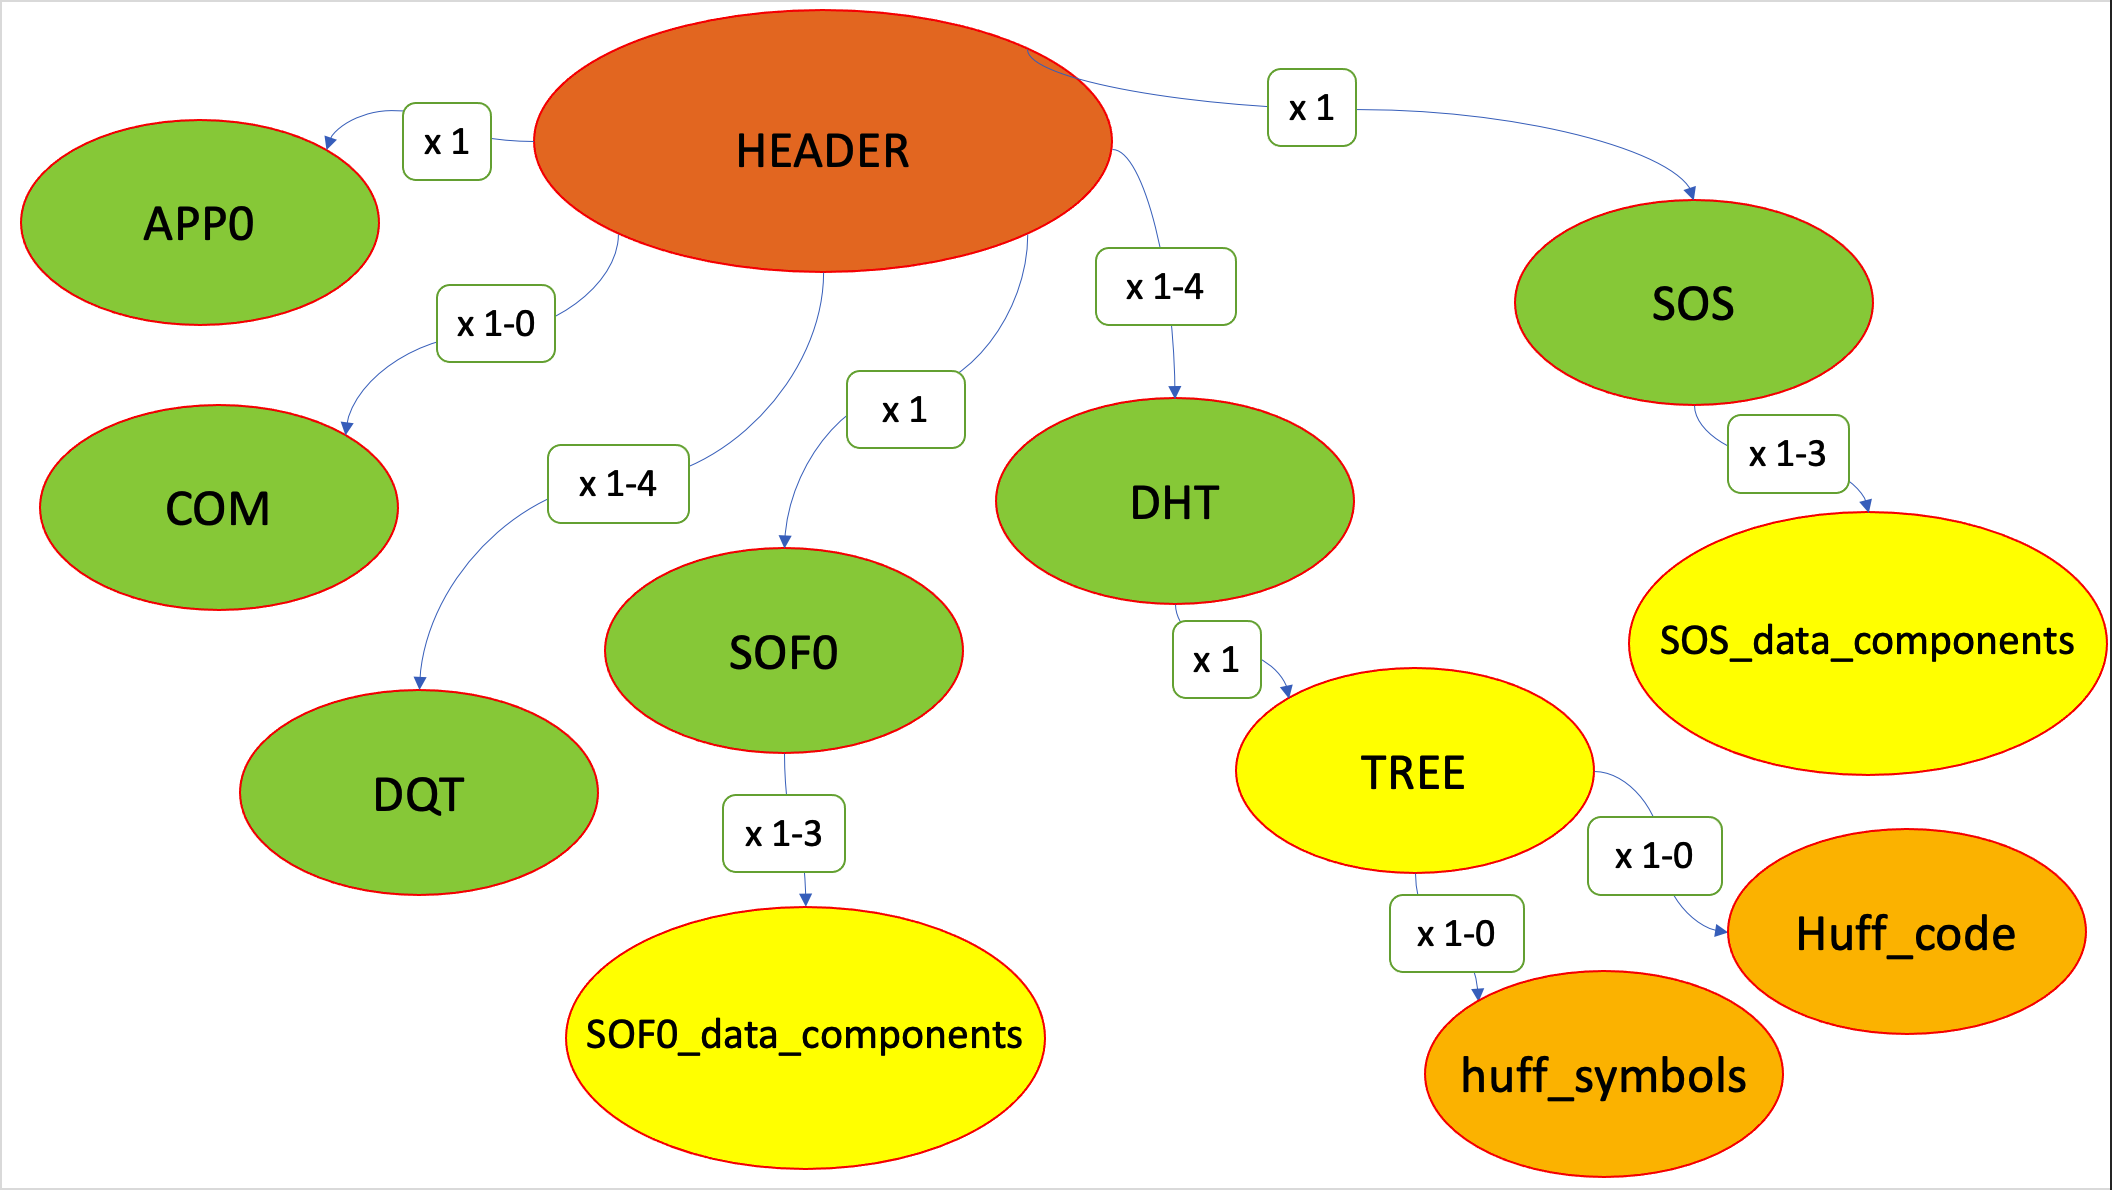 HEADER
x 1
APP0
x 1
SOS
x 1-0
COM
x 1-4
DQT
x 1
SOF0
x 1-3
SOF0_data_components
x 1-4
DHT
x 1
TREE
x 1-0
huff_symbols
x 1-0
Huff_code
x 1-3
SOS_data_components